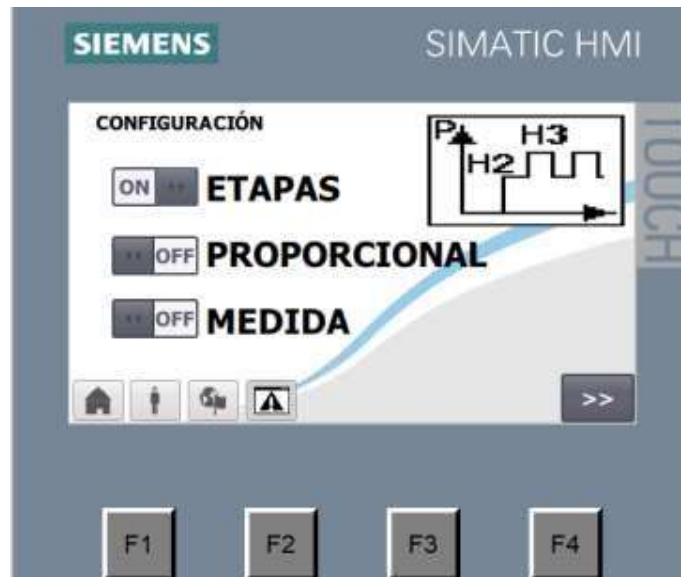 SIEMENS
SIMATIC HMI
TOUCH
CONFIGURACIÓN
P
H3
H2
ON ETAPAS
OFF PROPORCIONAL
OFF MEDIDA
>>
F1 F2 F3 F4